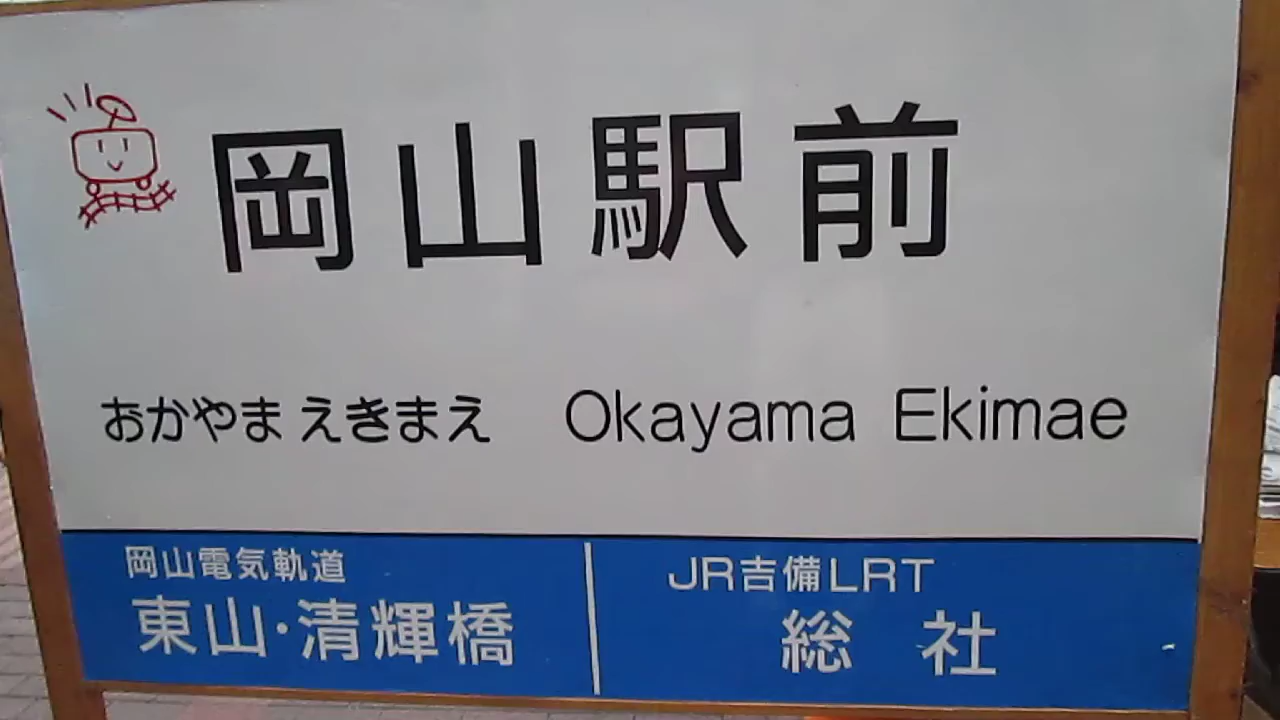 岡山駅前
おかやま えきまえ Okayama Ekimae
岡山電気軌道
東山・清輝橋
JR吉備LRT
総社